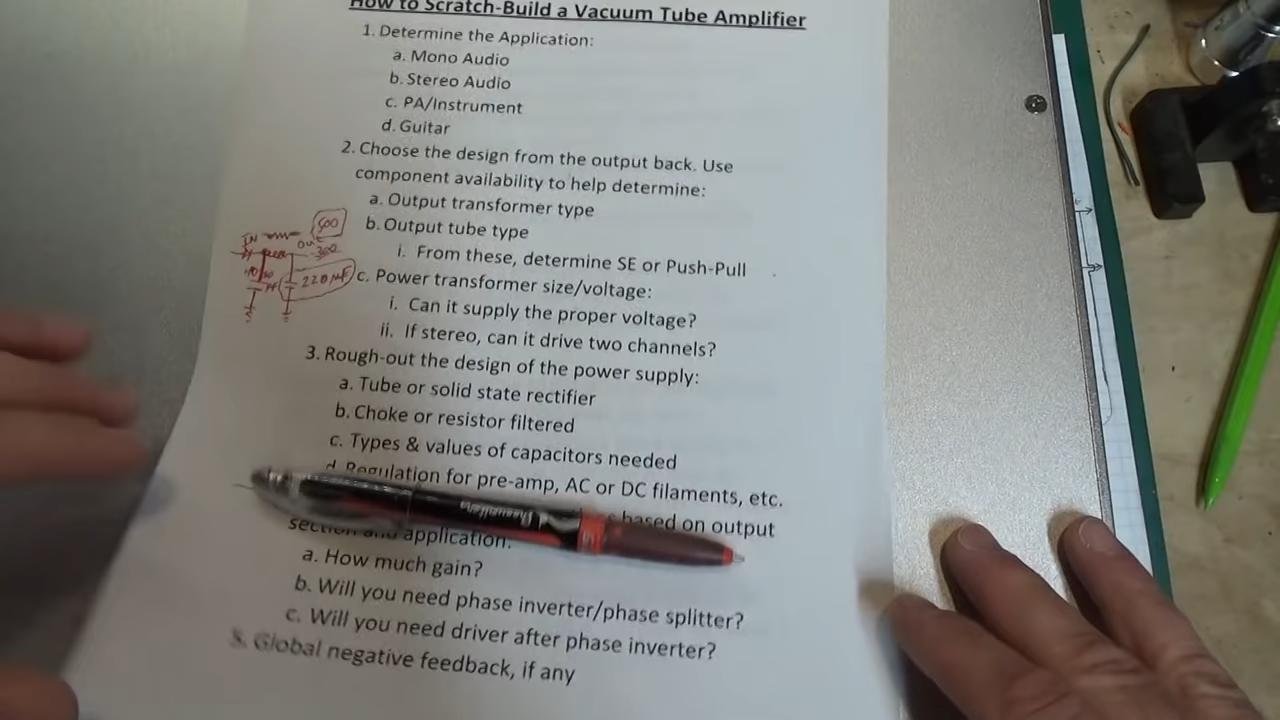 How to Scratch-Build a Vacuum Tube Amplifier
1. Determine the Application:
a. Mono Audio
b. Stereo Audio
c. PA/Instrument
d. Guitar
2. Choose the design from the output back. Use
component availability to help determine:
a. Output transformer type
b. Output tube type
i. From these, determine SE or Push-Pull
c. Power transformer size/voltage:
i. Can it supply the proper voltage?
ii. If stereo, can it drive two channels?
3. Rough-out the design of the power supply:
a. Tube or solid state rectifier
b. Choke or resistor filtered
c. Types & values of capacitors needed
d. Regulation for pre-amp, AC or DC filaments, etc.
based on output
section and application.
a. How much gain?
b. Will you need phase inverter/phase splitter?
c. Will you need driver after phase inverter?
5. Global negative feedback, if any
IN
OUT
300
220